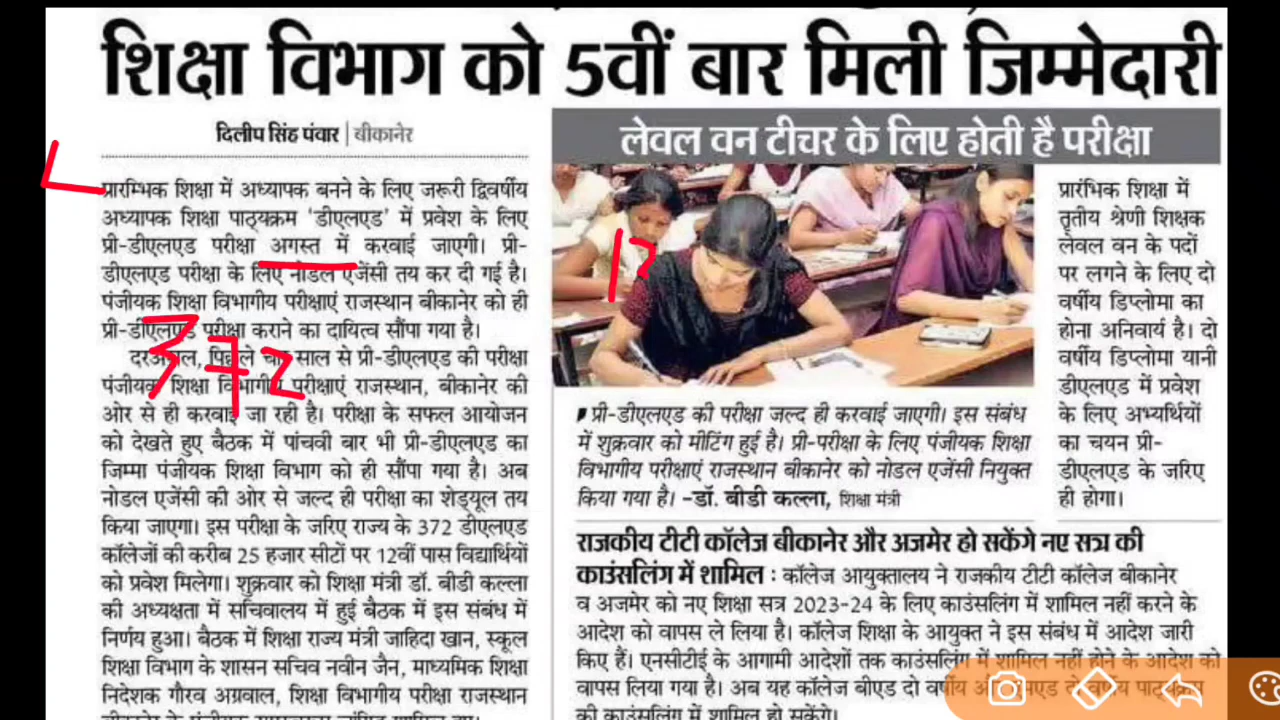 शिक्षा विभाग को 5वीं बार मिली जिम्मेदारी
दिलीप सिंह पंवार | बीकानेर
प्रारम्भिक शिक्षा में अध्यापक बनने के लिए जरूरी द्विवर्षीय
अध्यापक शिक्षा पाठ्यक्रम 'डीएलएड' में प्रवेश के लिए
प्री-डीएलएड परीक्षा अगस्त में करवाई जाएगी। प्री-
डीएलएड परीक्षा के लिए नोडल एजेंसी तय कर दी गई है।
पंजीयक शिक्षा विभागीय परीक्षाएं राजस्थान बीकानेर को ही
प्री-डीएलएड परीक्षा कराने का दायित्व सौंपा गया है।
372
दरअसल, पिछले चार साल से प्री-डीएलएड की परीक्षा
पंजीयक शिक्षा विभागीय परीक्षाएं राजस्थान, बीकानेर की
ओर से ही करवाई जा रही है। परीक्षा के सफल आयोजन
को देखते हुए बैठक में पांचवी बार भी प्री-डीएलएड का
जिम्मा पंजीयक शिक्षा विभाग को ही सौंपा गया है। अब
नोडल एजेंसी की ओर से जल्द ही परीक्षा का शेड्यूल तय
किया जाएगा। इस परीक्षा के जरिए राज्य के 372 डीएलएड
कॉलेजों की करीब 25 हजार सीटों पर 12वीं पास विद्यार्थियों
को प्रवेश मिलेगा। शुक्रवार को शिक्षा मंत्री डॉ. बीडी कल्ला
की अध्यक्षता में सचिवालय में हुई बैठक में इस संबंध में
निर्णय हुआ। बैठक में शिक्षा राज्य मंत्री जाहिदा खान, स्कूल
शिक्षा विभाग के शासन सचिव नवीन जैन, माध्यमिक शिक्षा
निदेशक गौरव अग्रवाल, शिक्षा विभागीय परीक्षा राजस्थान
लेवल वन टीचर के लिए होती है परीक्षा
प्रारंभिक शिक्षा में
तृतीय श्रेणी शिक्षक
लेवल वन के पदों
पर लगने के लिए दो
वर्षीय डिप्लोमा का
होना अनिवार्य है। दो
वर्षीय डिप्लोमा यानी
डीएलएड में प्रवेश
के लिए अभ्यर्थियों
का चयन प्री-
डीएलएड के जरिए
ही होगा।
प्री-डीएलएड की परीक्षा जल्द ही करवाई जाएगी। इस संबंध
में शुक्रवार को मीटिंग हुई है। प्री-परीक्षा के लिए पंजीयक शिक्षा
विभागीय परीक्षाएं राजस्थान बीकानेर को नोडल एजेंसी नियुक्त
किया गया है। -डॉ. बीडी कल्ला, शिक्षा मंत्री
राजकीय टीटी कॉलेज बीकानेर और अजमेर हो सकेंगे नए सत्र की
काउंसलिंग में शामिल : कॉलेज आयुक्तालय ने राजकीय टीटी कॉलेज बीकानेर
व अजमेर को नए शिक्षा सत्र 2023-24 के लिए काउंसलिंग में शामिल नहीं करने के
आदेश को वापस ले लिया है। कॉलेज शिक्षा के आयुक्त ने इस संबंध में आदेश जारी
किए हैं। एनसीटीई के आगामी आदेशों तक काउंसलिंग में शामिल नहीं होने के आदेश को
वापस लिया गया है। अब यह कॉलेज बीएड दो वर्षीय
की काउंसलिंग में शामिल हो सकेंगे।